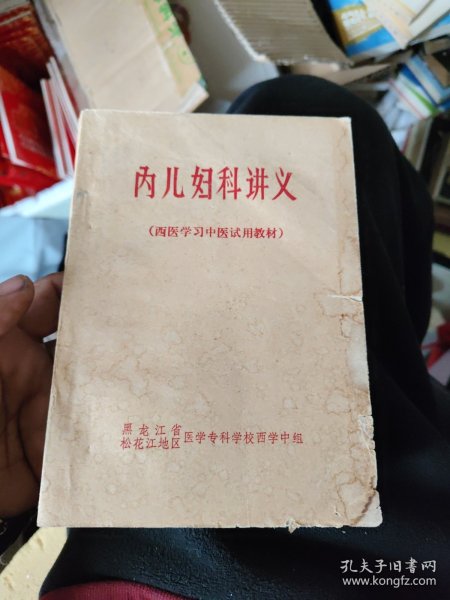 内儿妇科讲义
（西医学习中医试用教材）
黑龙江省
松花江地区医学专科学校西学中组
孔夫子旧书网
www.kongfz.com